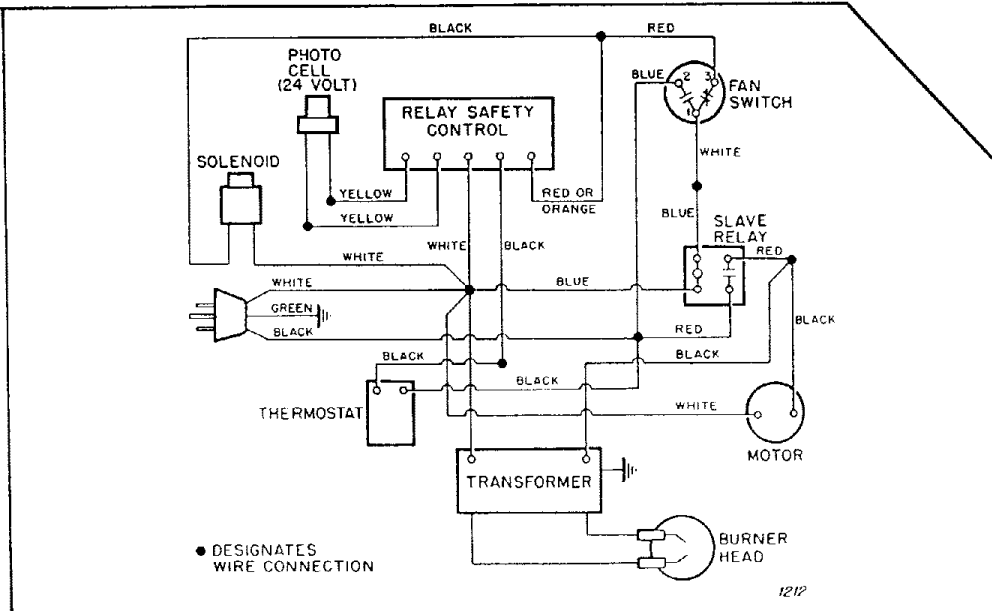 BLACK
RED
PHOTO
CELL
(24 VOLT)
BLUE
2
3
1
FAN
SWITCH
RELAY SAFETY
CONTROL
WHITE
SOLENOID
YELLOW
YELLOW
RED OR
ORANGE
BLUE
SLAVE
RELAY
WHITE
BLACK
RED
WHITE
WHITE
BLUE
GREEN
BLACK
RED
BLACK
BLACK
BLACK
BLACK
THERMOSTAT
WHITE
MOTOR
TRANSFORMER
BURNER
HEAD
● DESIGNATES
WIRE CONNECTION
1212